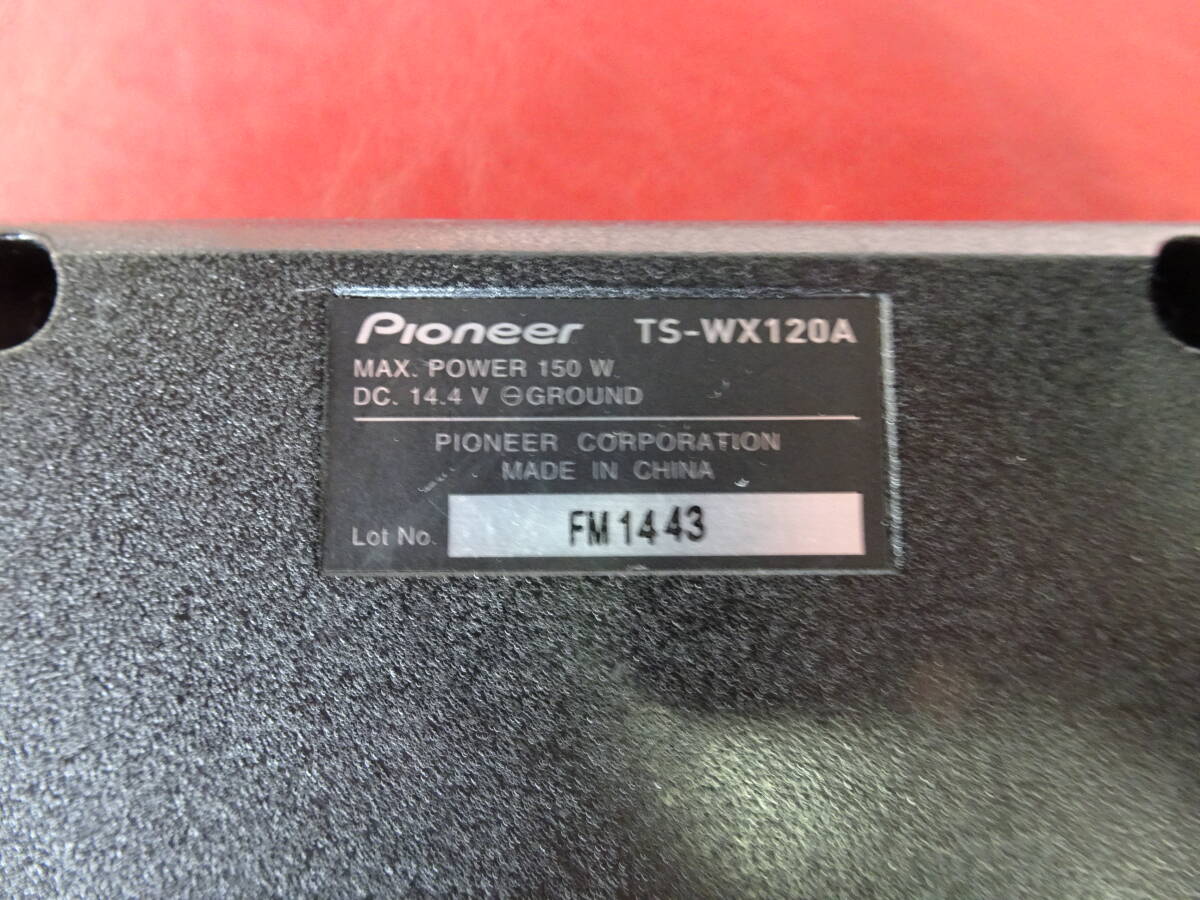 Pioneer TS-WX120A
MAX. POWER 150 W
DC. 14.4 V ⊖GROUND
PIONEER CORPORATION
MADE IN CHINA
Lot No. FM1443